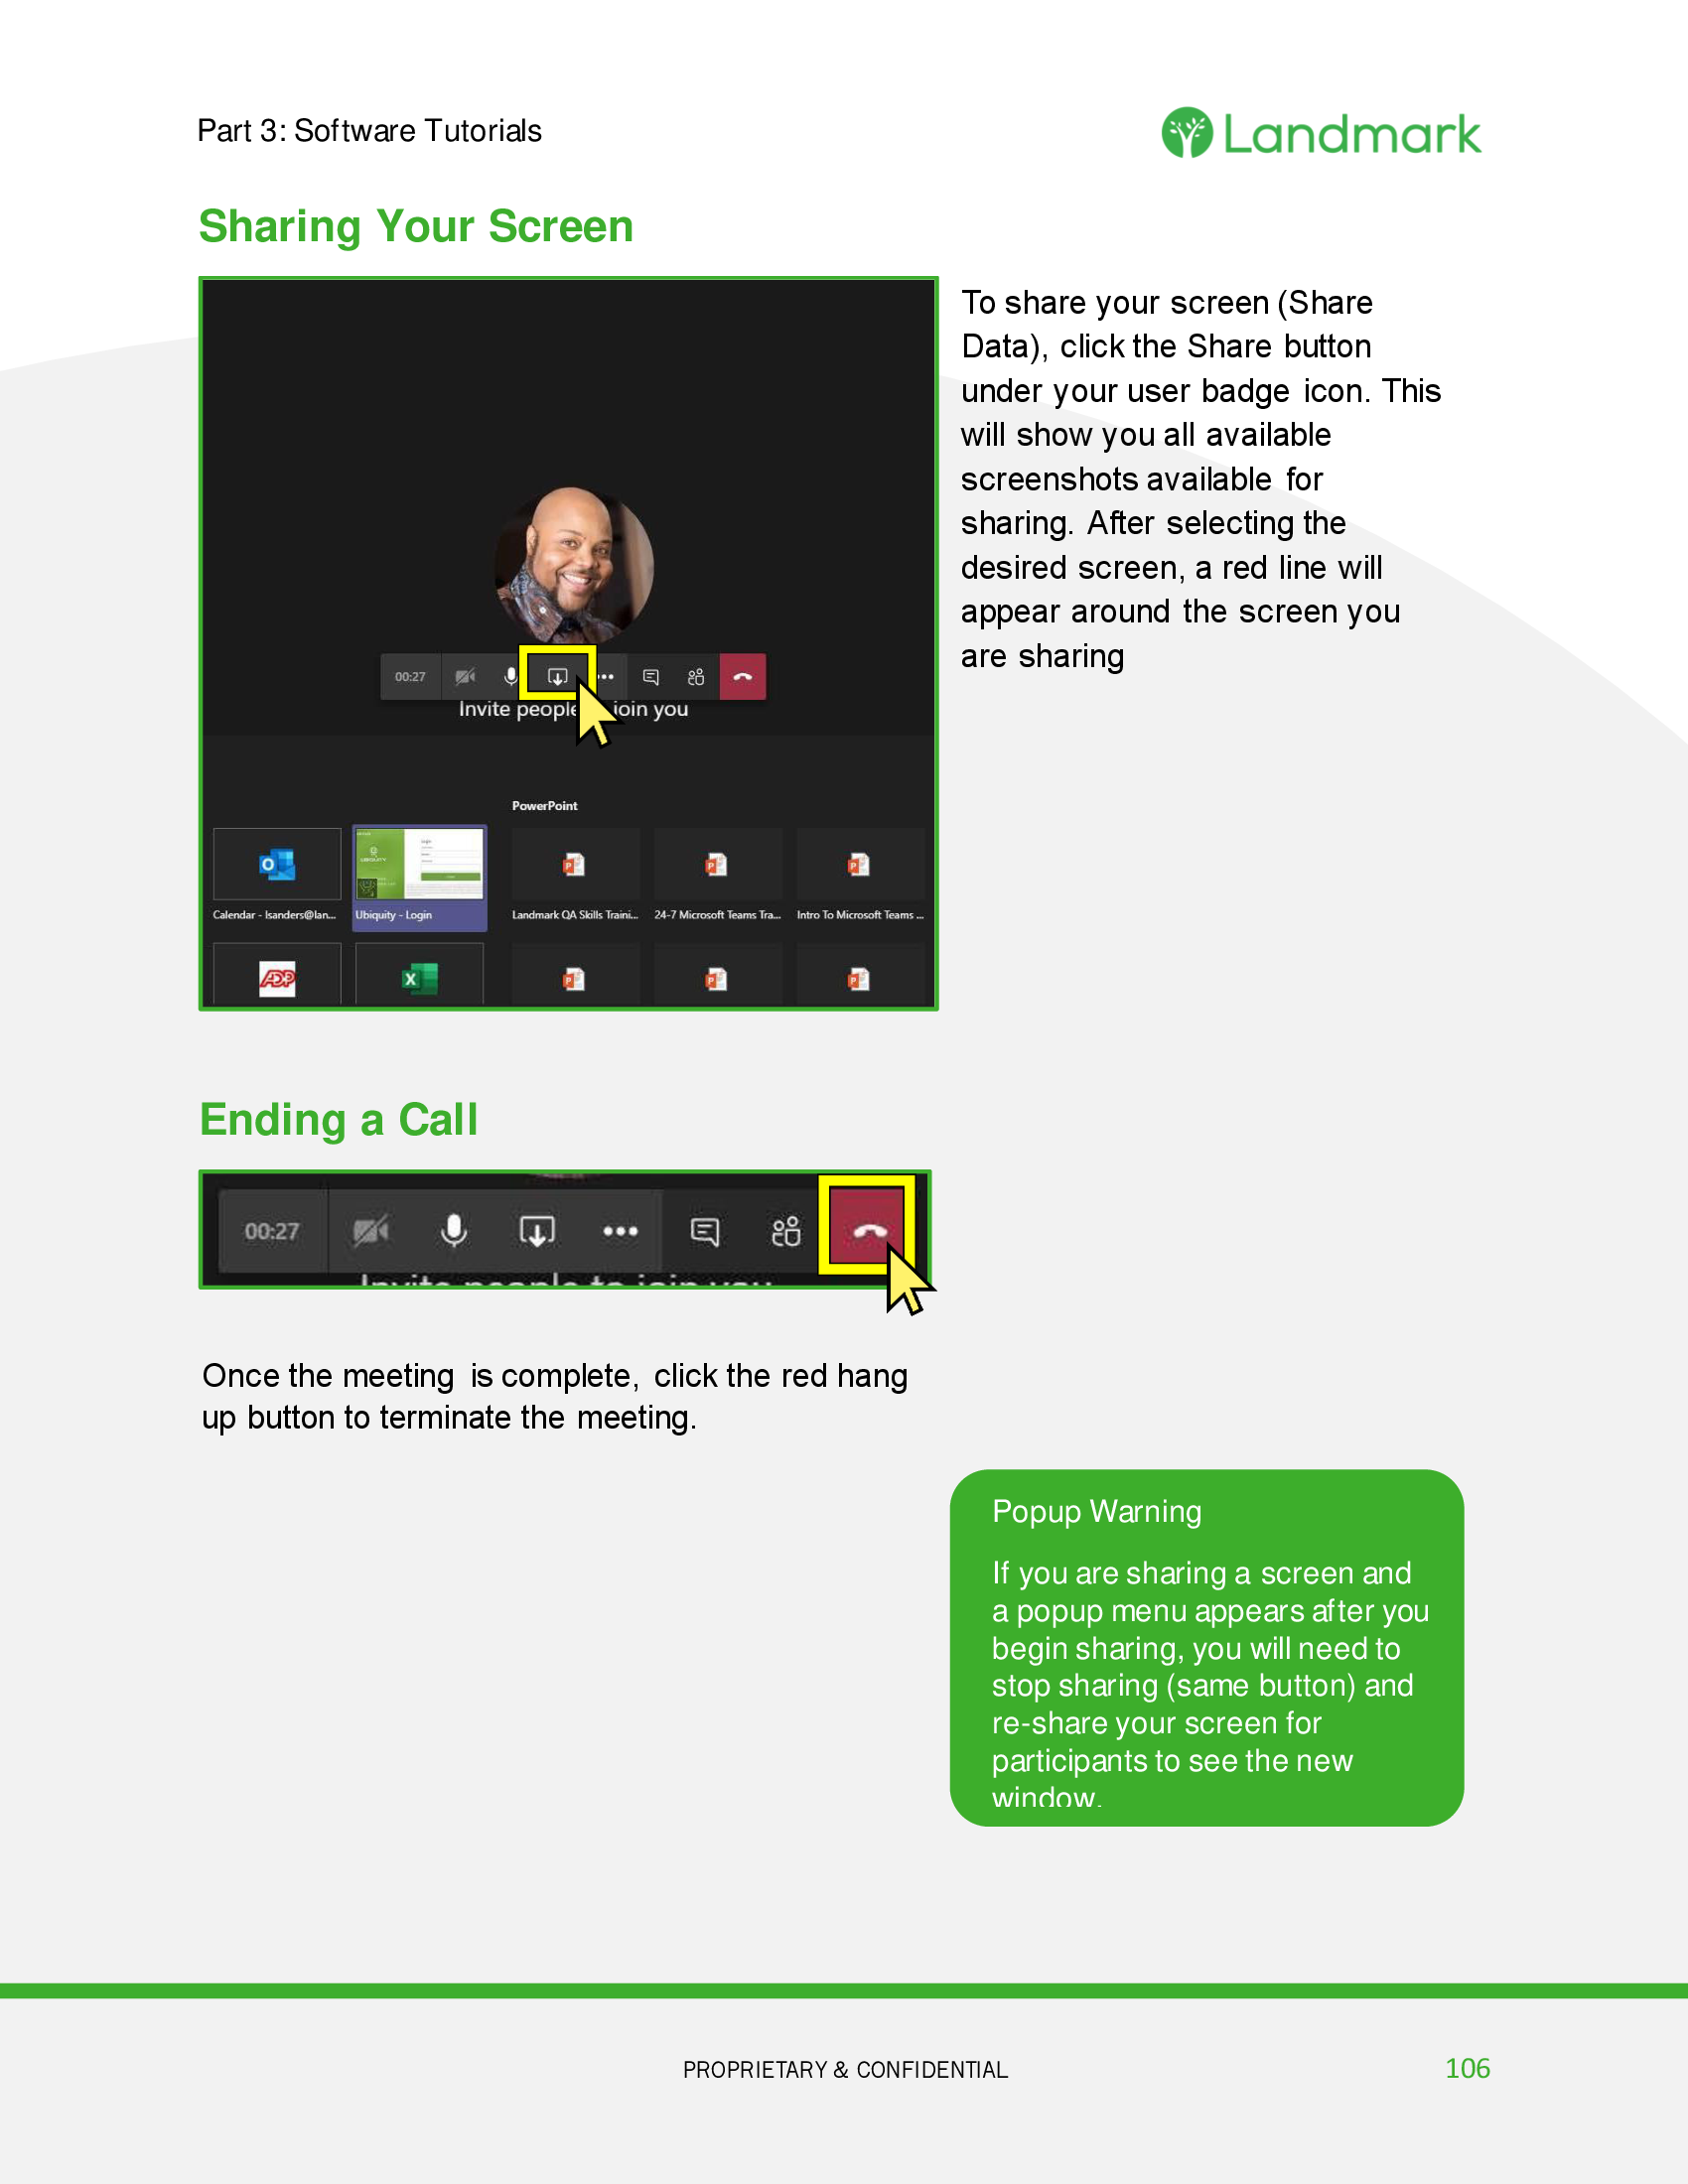 Part 3: Software Tutorials
Landmark
Sharing Your Screen
To share your screen (Share
Data), click the Share button
under your user badge icon. This
will show you all available
screenshots available for
sharing. After selecting the
desired screen, a red line will
appear around the screen you
are sharing
00:27
Invite people join you
PowerPoint
Calendar - lsanders@lan...
Ubiquity - Login
Landmark QA Skills Traini...
24-7 Microsoft Teams Tra...
Intro To Microsoft Teams ...
ADP
Ending a Call
00:27
Invite people to join you
Once the meeting is complete, click the red hang
up button to terminate the meeting.
Popup Warning
If you are sharing a screen and
a popup menu appears after you
begin sharing, you will need to
stop sharing (same button) and
re-share your screen for
participants to see the new
window.
PROPRIETARY & CONFIDENTIAL
106